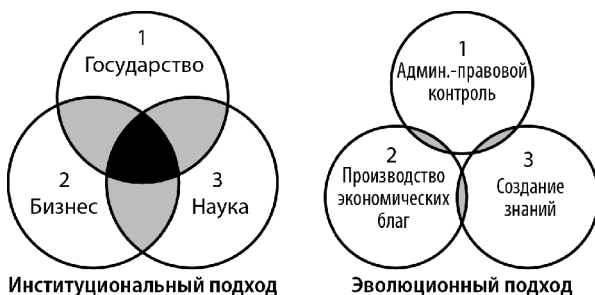 1
Государство
2
Бизнес
3
Наука
Институциональный подход
1
Админ.-правовой
контроль
2
Производство
экономических
благ
3
Создание
знаний
Эволюционный подход